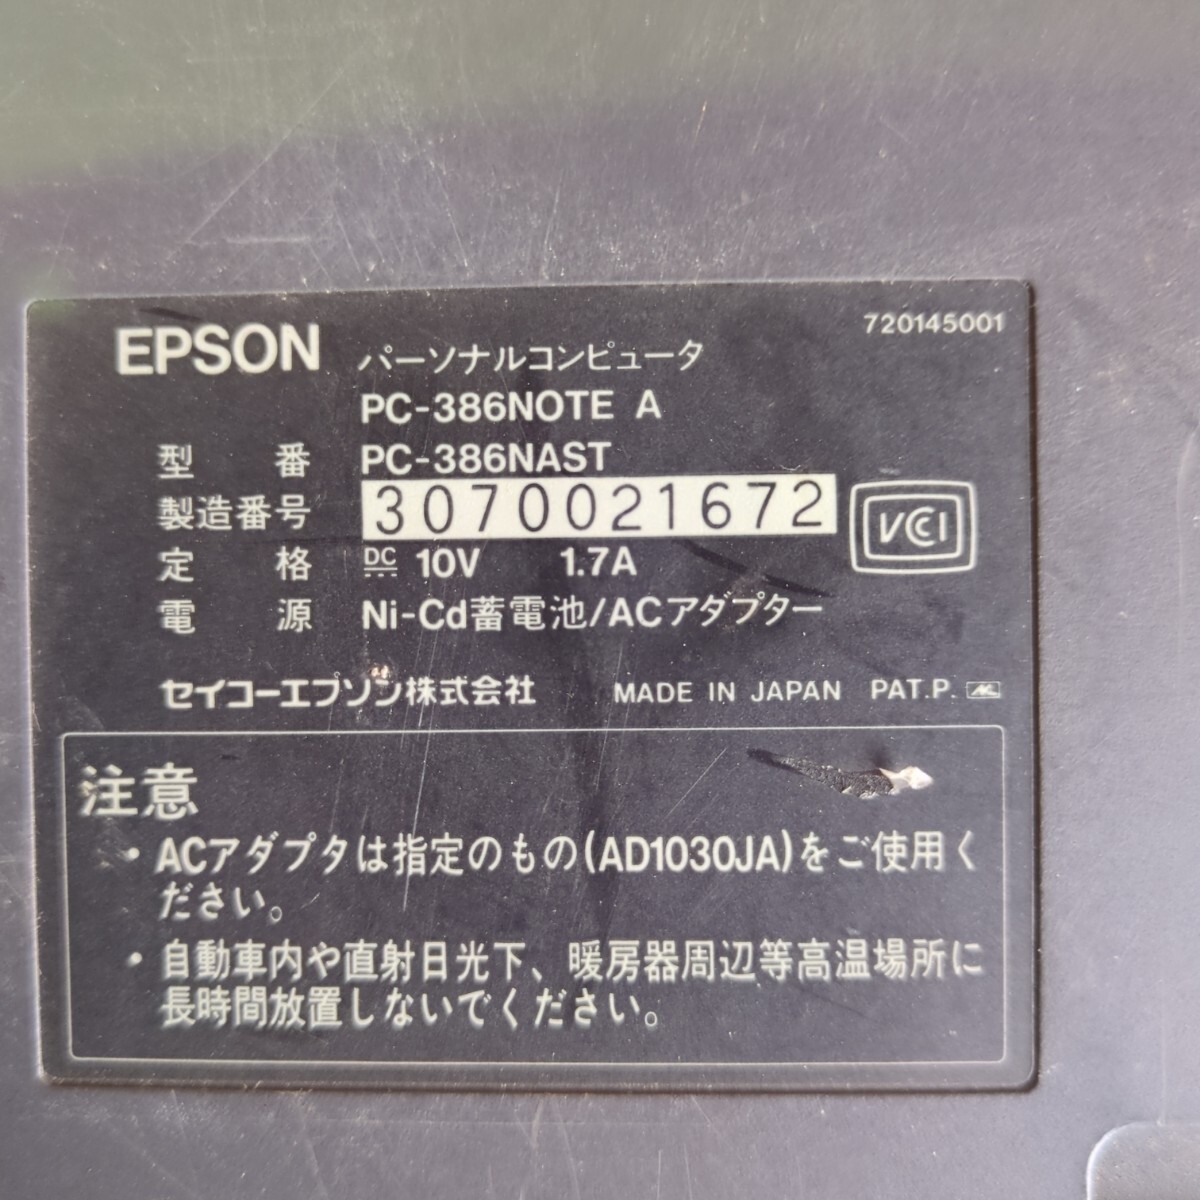 720145001
EPSON パーソナルコンピュータ
PC-386NOTE A
型 番 PC-386NAST
製造番号 3070021672
定 格 DC 10V 1.7A
VCCI
電 源 Ni-Cd蓄電池/ACアダプター
セイコーエプソン株式会社 MADE IN JAPAN PAT.P.
注意
・ACアダプタは指定のもの(AD1030JA)をご使用く
ださい。
・自動車内や直射日光下、暖房器周辺等高温場所に
長時間放置しないでください。